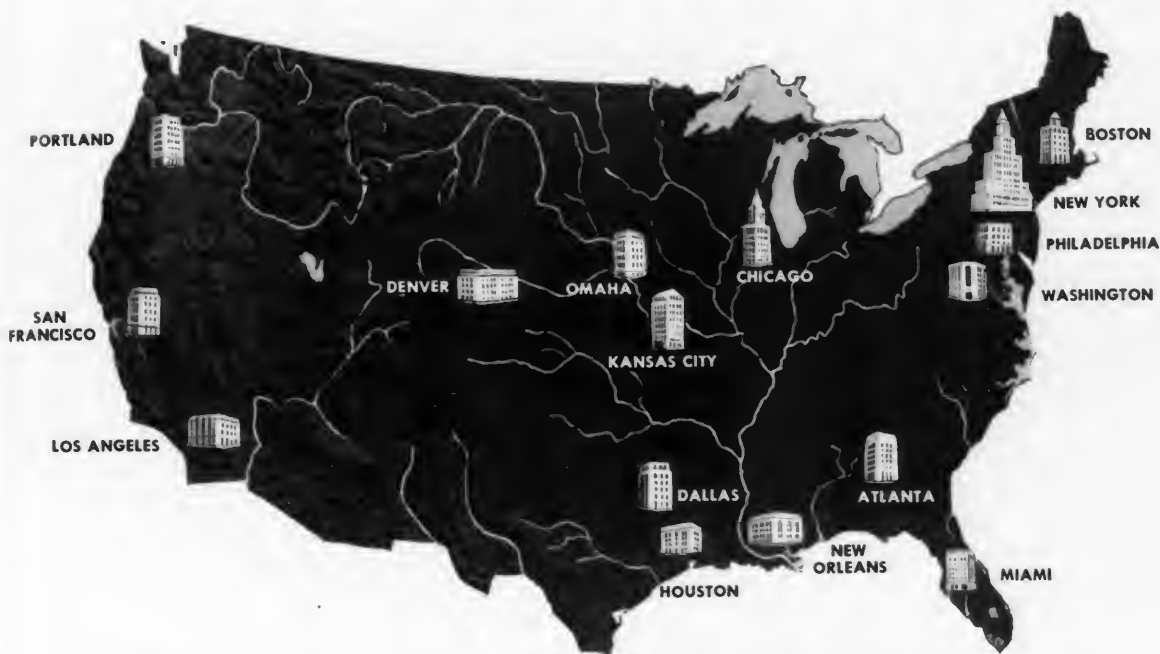 PORTLAND
BOSTON
NEW YORK
PHILADELPHIA
CHICAGO
DENVER
OMAHA
WASHINGTON
SAN
FRANCISCO
KANSAS CITY
LOS ANGELES
DALLAS
ATLANTA
NEW
ORLEANS
MIAMI
HOUSTON